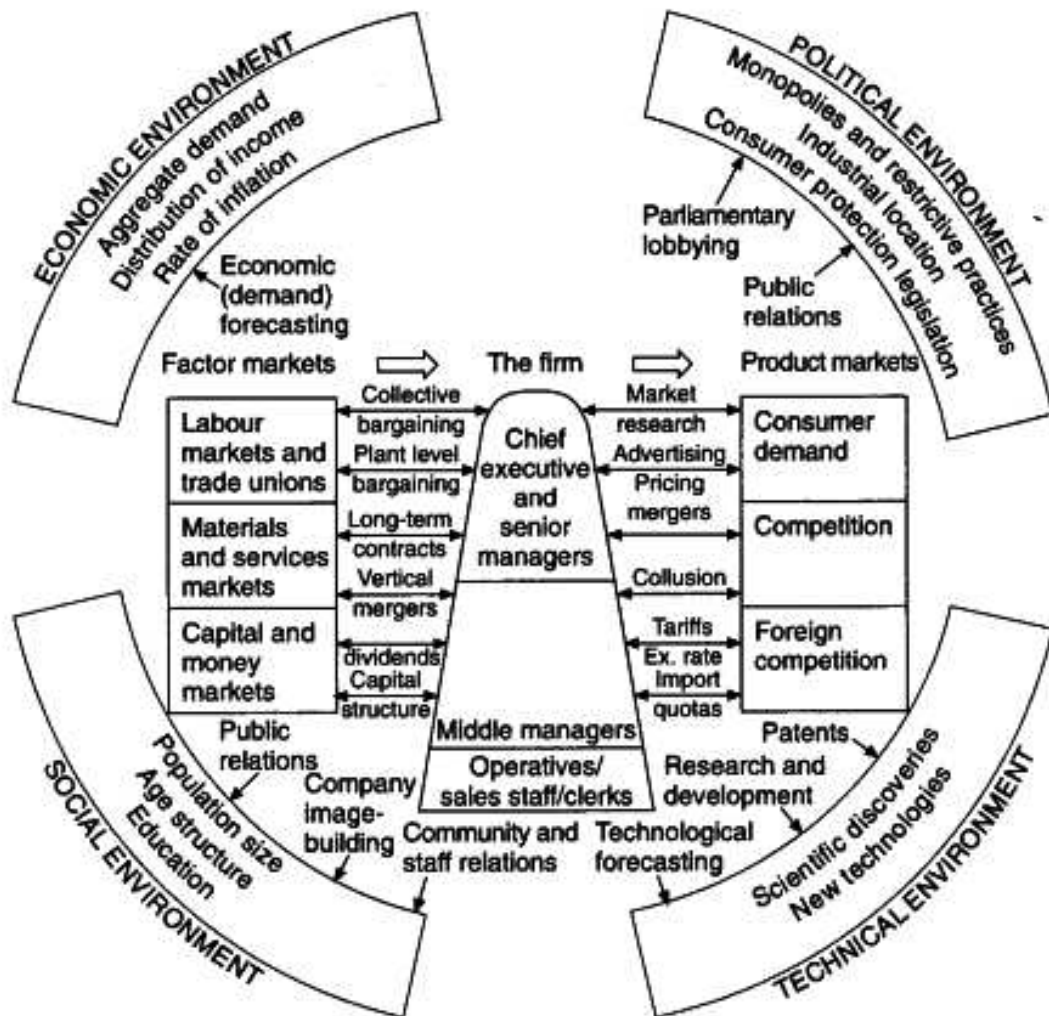 ECONOMIC ENVIRONMENT
Aggregate demand
Distribution of income
Rate of inflation
Economic
(demand)
forecasting
POLITICAL ENVIRONMENT
Monopolies and restrictive practices
Industrial location
Consumer protection legislation
Parliamentary
lobbying
Public
relations
Factor markets
The firm
Product markets
Labour
markets and
trade unions
Materials
and services
markets
Capital and
money
markets
Collective
bargaining
Plant level
bargaining
Long-term
contracts
Vertical
mergers
dividends
Capital
structure
Chief
executive
and
senior
managers
Middle managers
Operatives/
sales staff/clerks
Market
research
Advertising
Pricing
mergers
Collusion
Tariffs
Ex. rate
Import
quotas
Consumer
demand
Competition
Foreign
competition
Public
relations
Company
image-
building
Community and
staff relations
SOCIAL ENVIRONMENT
Population size
Age structure
Education
Patents
Research and
development
Technological
forecasting
Scientific discoveries
New technologies
TECHNICAL ENVIRONMENT